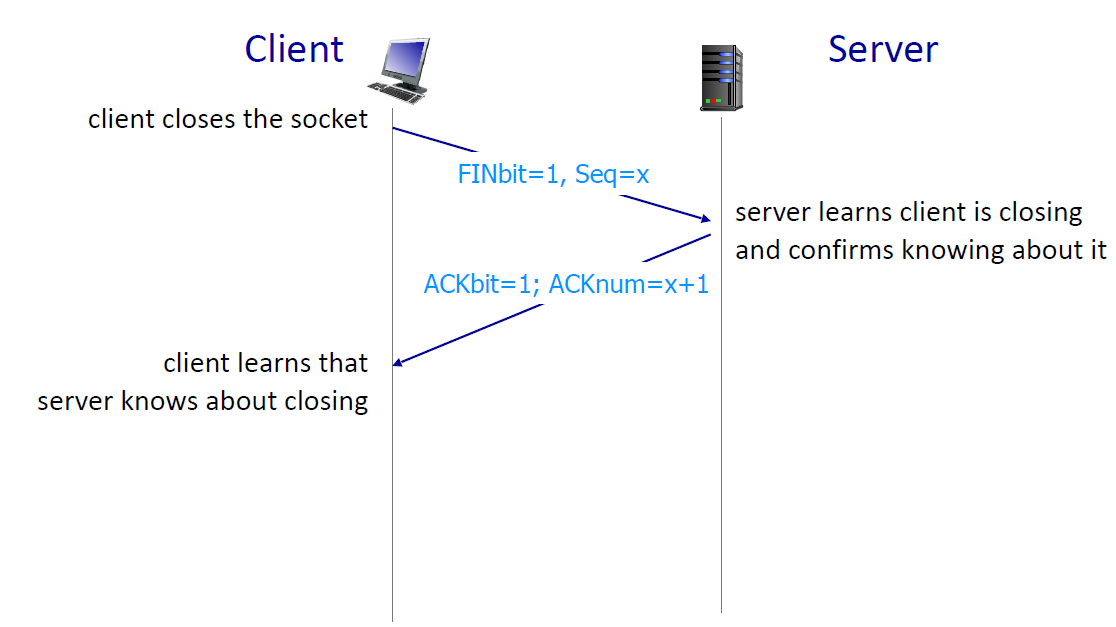 Client
Server
client closes the socket
FINbit=1, Seq=x
server learns client is closing
and confirms knowing about it
ACKbit=1; ACKnum=x+1
client learns that
server knows about closing